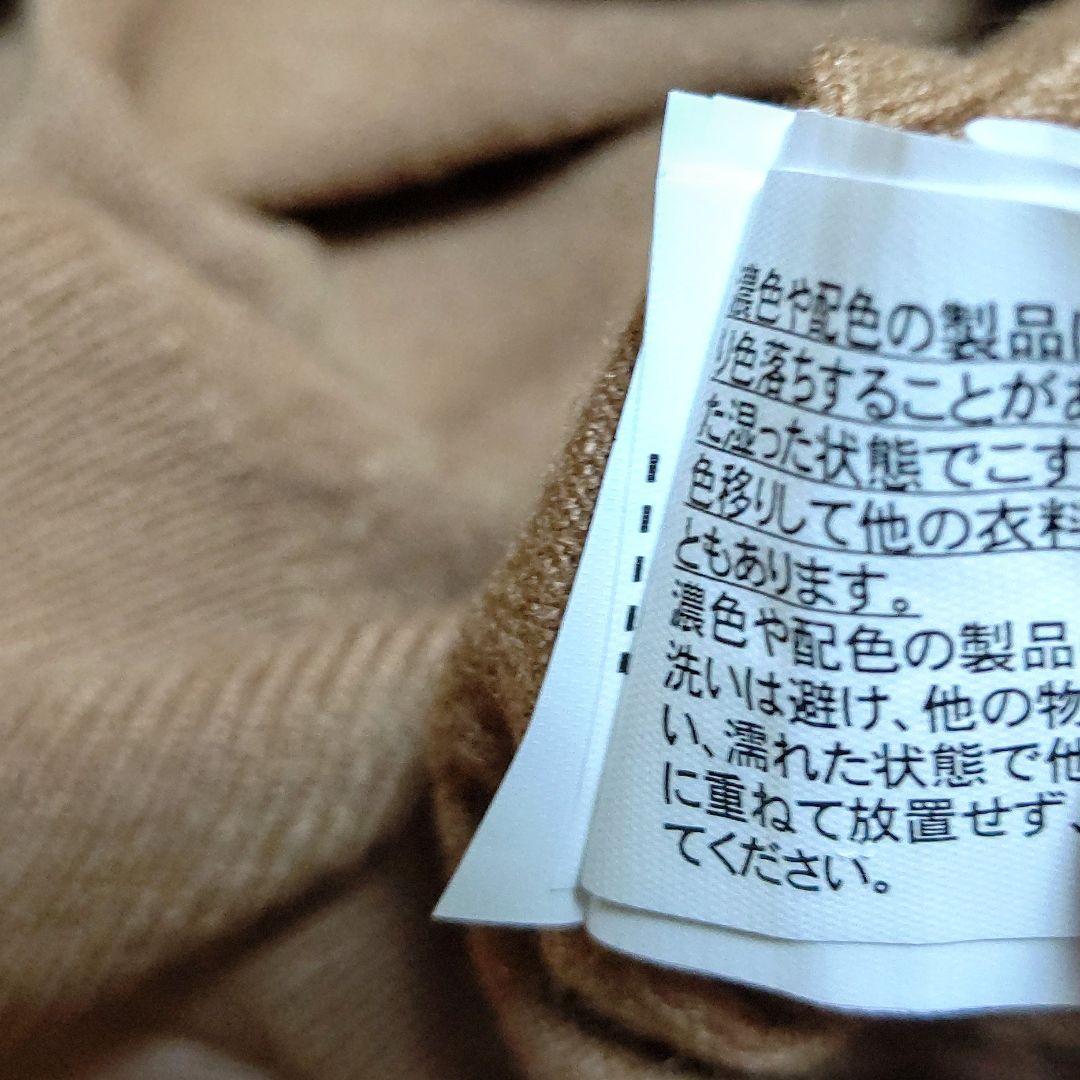 濃色や配色の製品
り色落ちすることが
た湿った状態でこす
色移りして他の衣料
ともあります。
濃色や配色の製品
洗いは避け、他の物
い、濡れた状態で他
に重ねて放置せず、
てください。